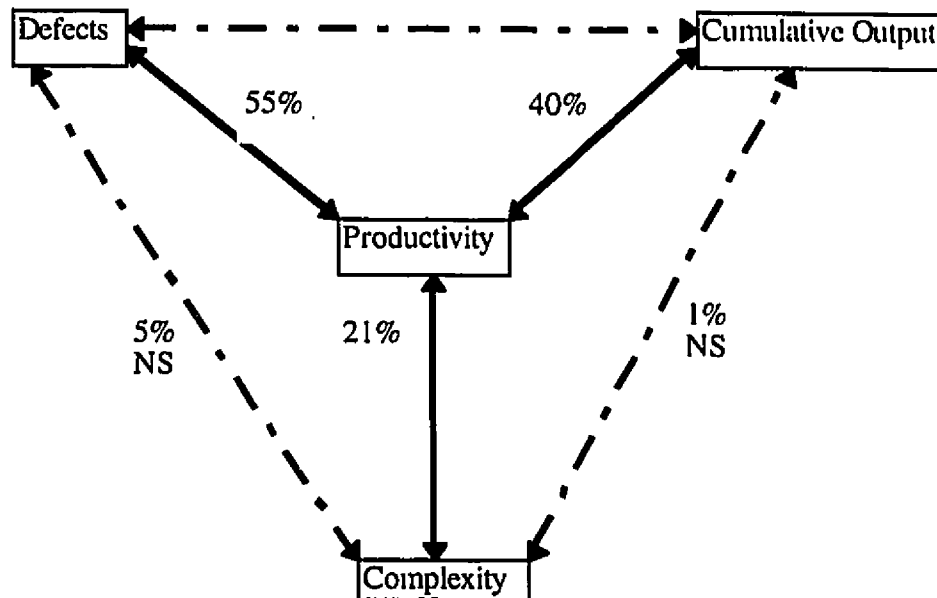 Defects
Cumulative Output
55%
40%
Productivity
5%
NS
21%
1%
NS
Complexity